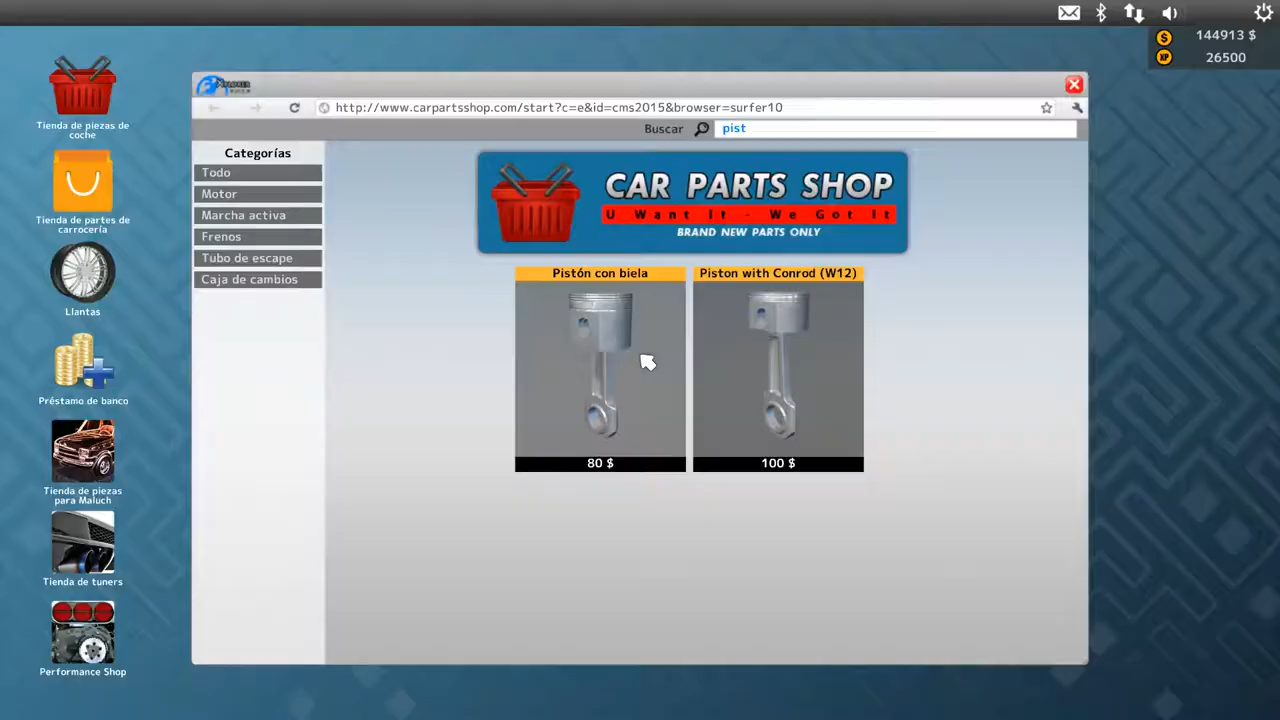 144913 $
26500
Tienda de piezas de
coche
Tienda de partes de
carrocería
Llantas
Préstamo de banco
Tienda de piezas
para Maluch
Tienda de tuners
Performance Shop
http://www.carpartsshop.com/start?c=e&id=cms2015&browser=surfer10
Buscar
pist
Categorías
Todo
Motor
Marcha activa
Frenos
Tubo de escape
Caja de cambios
CAR PARTS SHOP
U Want It - We Got It
BRAND NEW PARTS ONLY
Pistón con biela
80 $
Piston with Conrod (W12)
100 $